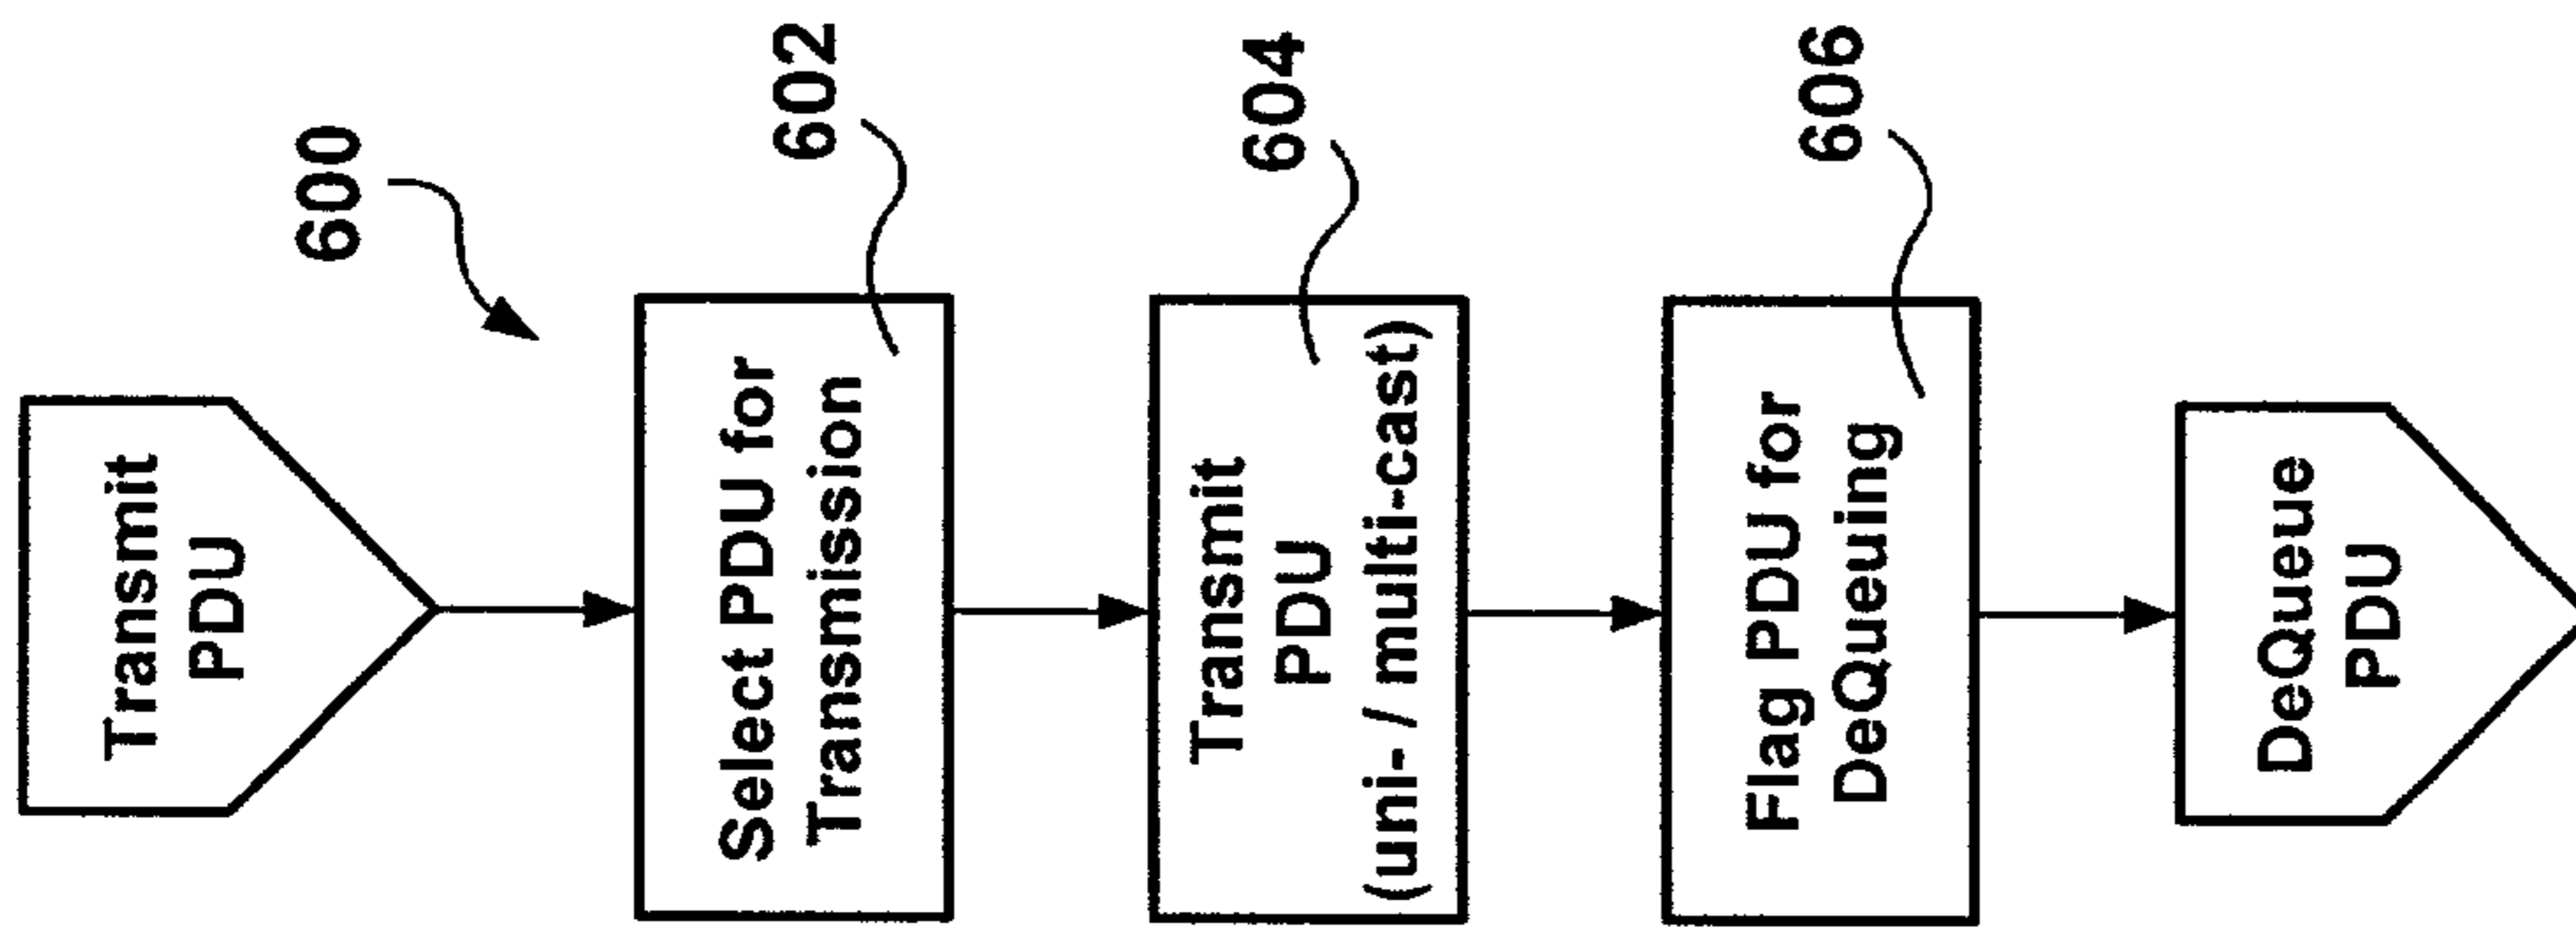 Transmit
PDU
600
Select PDU for
Transmission
602
Transmit
PDU
(uni- / multi-cast)
604
Flag PDU for
DeQueuing
606
DeQueue
PDU